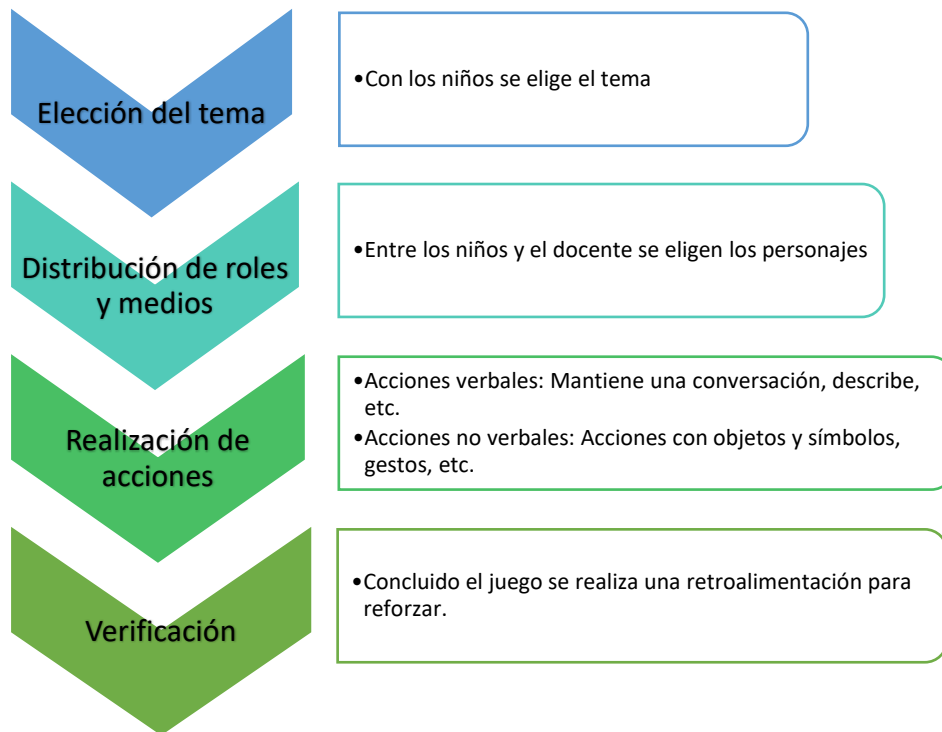 Elección del tema
•Con los niños se elige el tema
Distribución de roles
y medios
•Entre los niños y el docente se eligen los personajes
Realización de
acciones
•Acciones verbales: Mantiene una conversación, describe,
etc.
•Acciones no verbales: Acciones con objetos y símbolos,
gestos, etc.
Verificación
•Concluido el juego se realiza una retroalimentación para
reforzar.